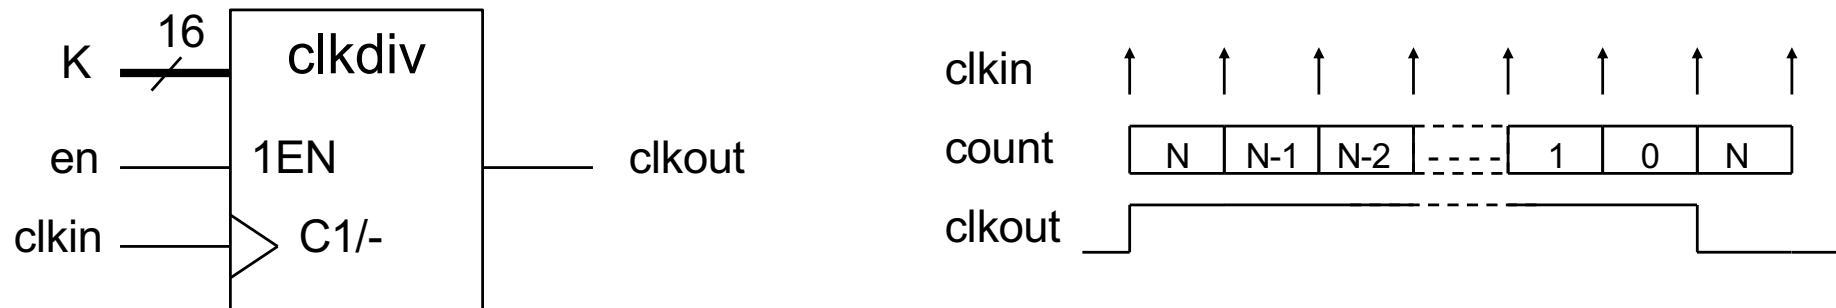 16
K
clkdiv
en
1EN
clkout
clkin
C1/-
clkin
count
N N-1 N-2 1 0 N
clkout